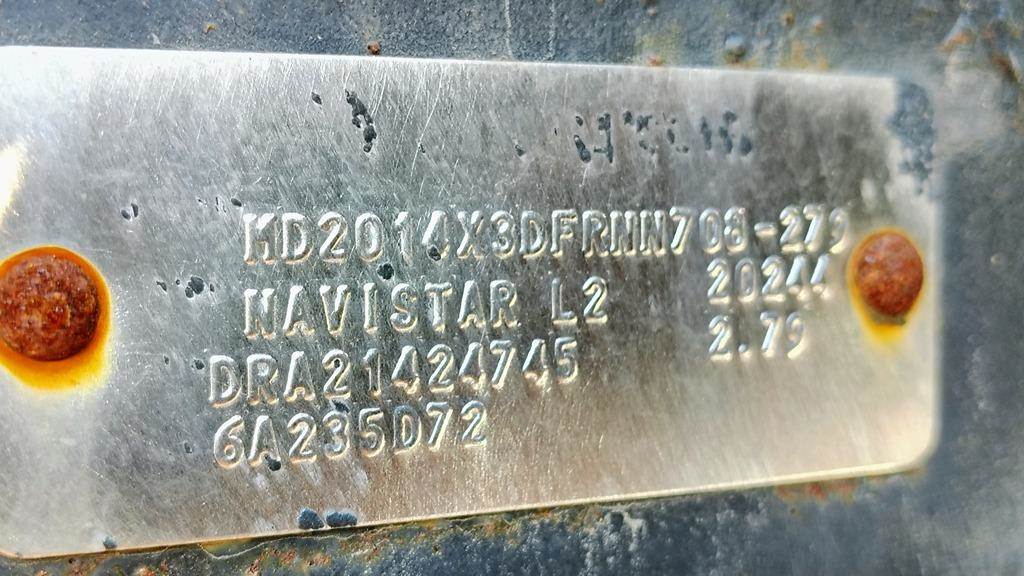 MD2014X3DFRNN708-279
NAVISTAR L2 20244
DRA21424745 2.79
6A235D72